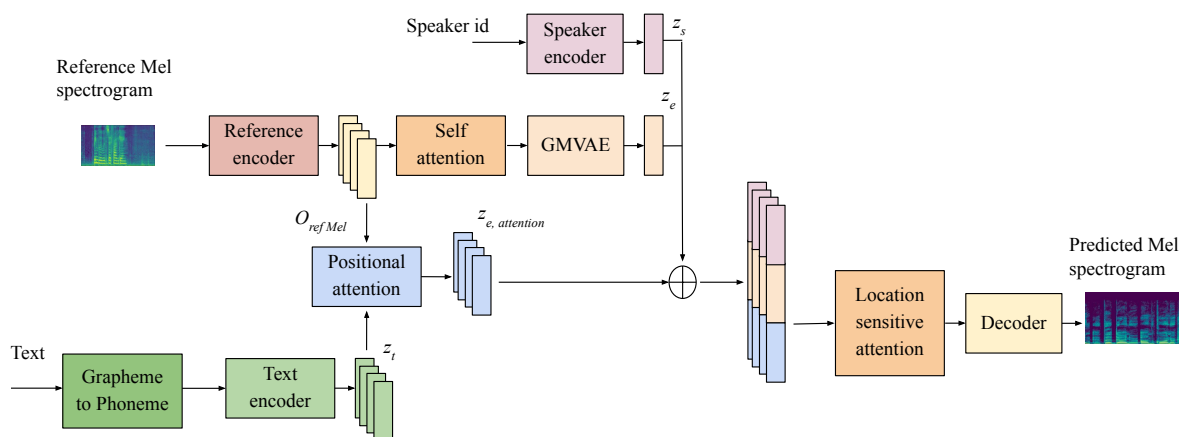 Speaker id
Speaker
encoder
z_s
Reference Mel
spectrogram
Reference
encoder
Self
attention
GMVAE
z_e
O_ref Mel
z_e, attention
Positional
attention
Predicted Mel
spectrogram
Location
sensitive
attention
Decoder
Text
Grapheme
to Phoneme
Text
encoder
z_t